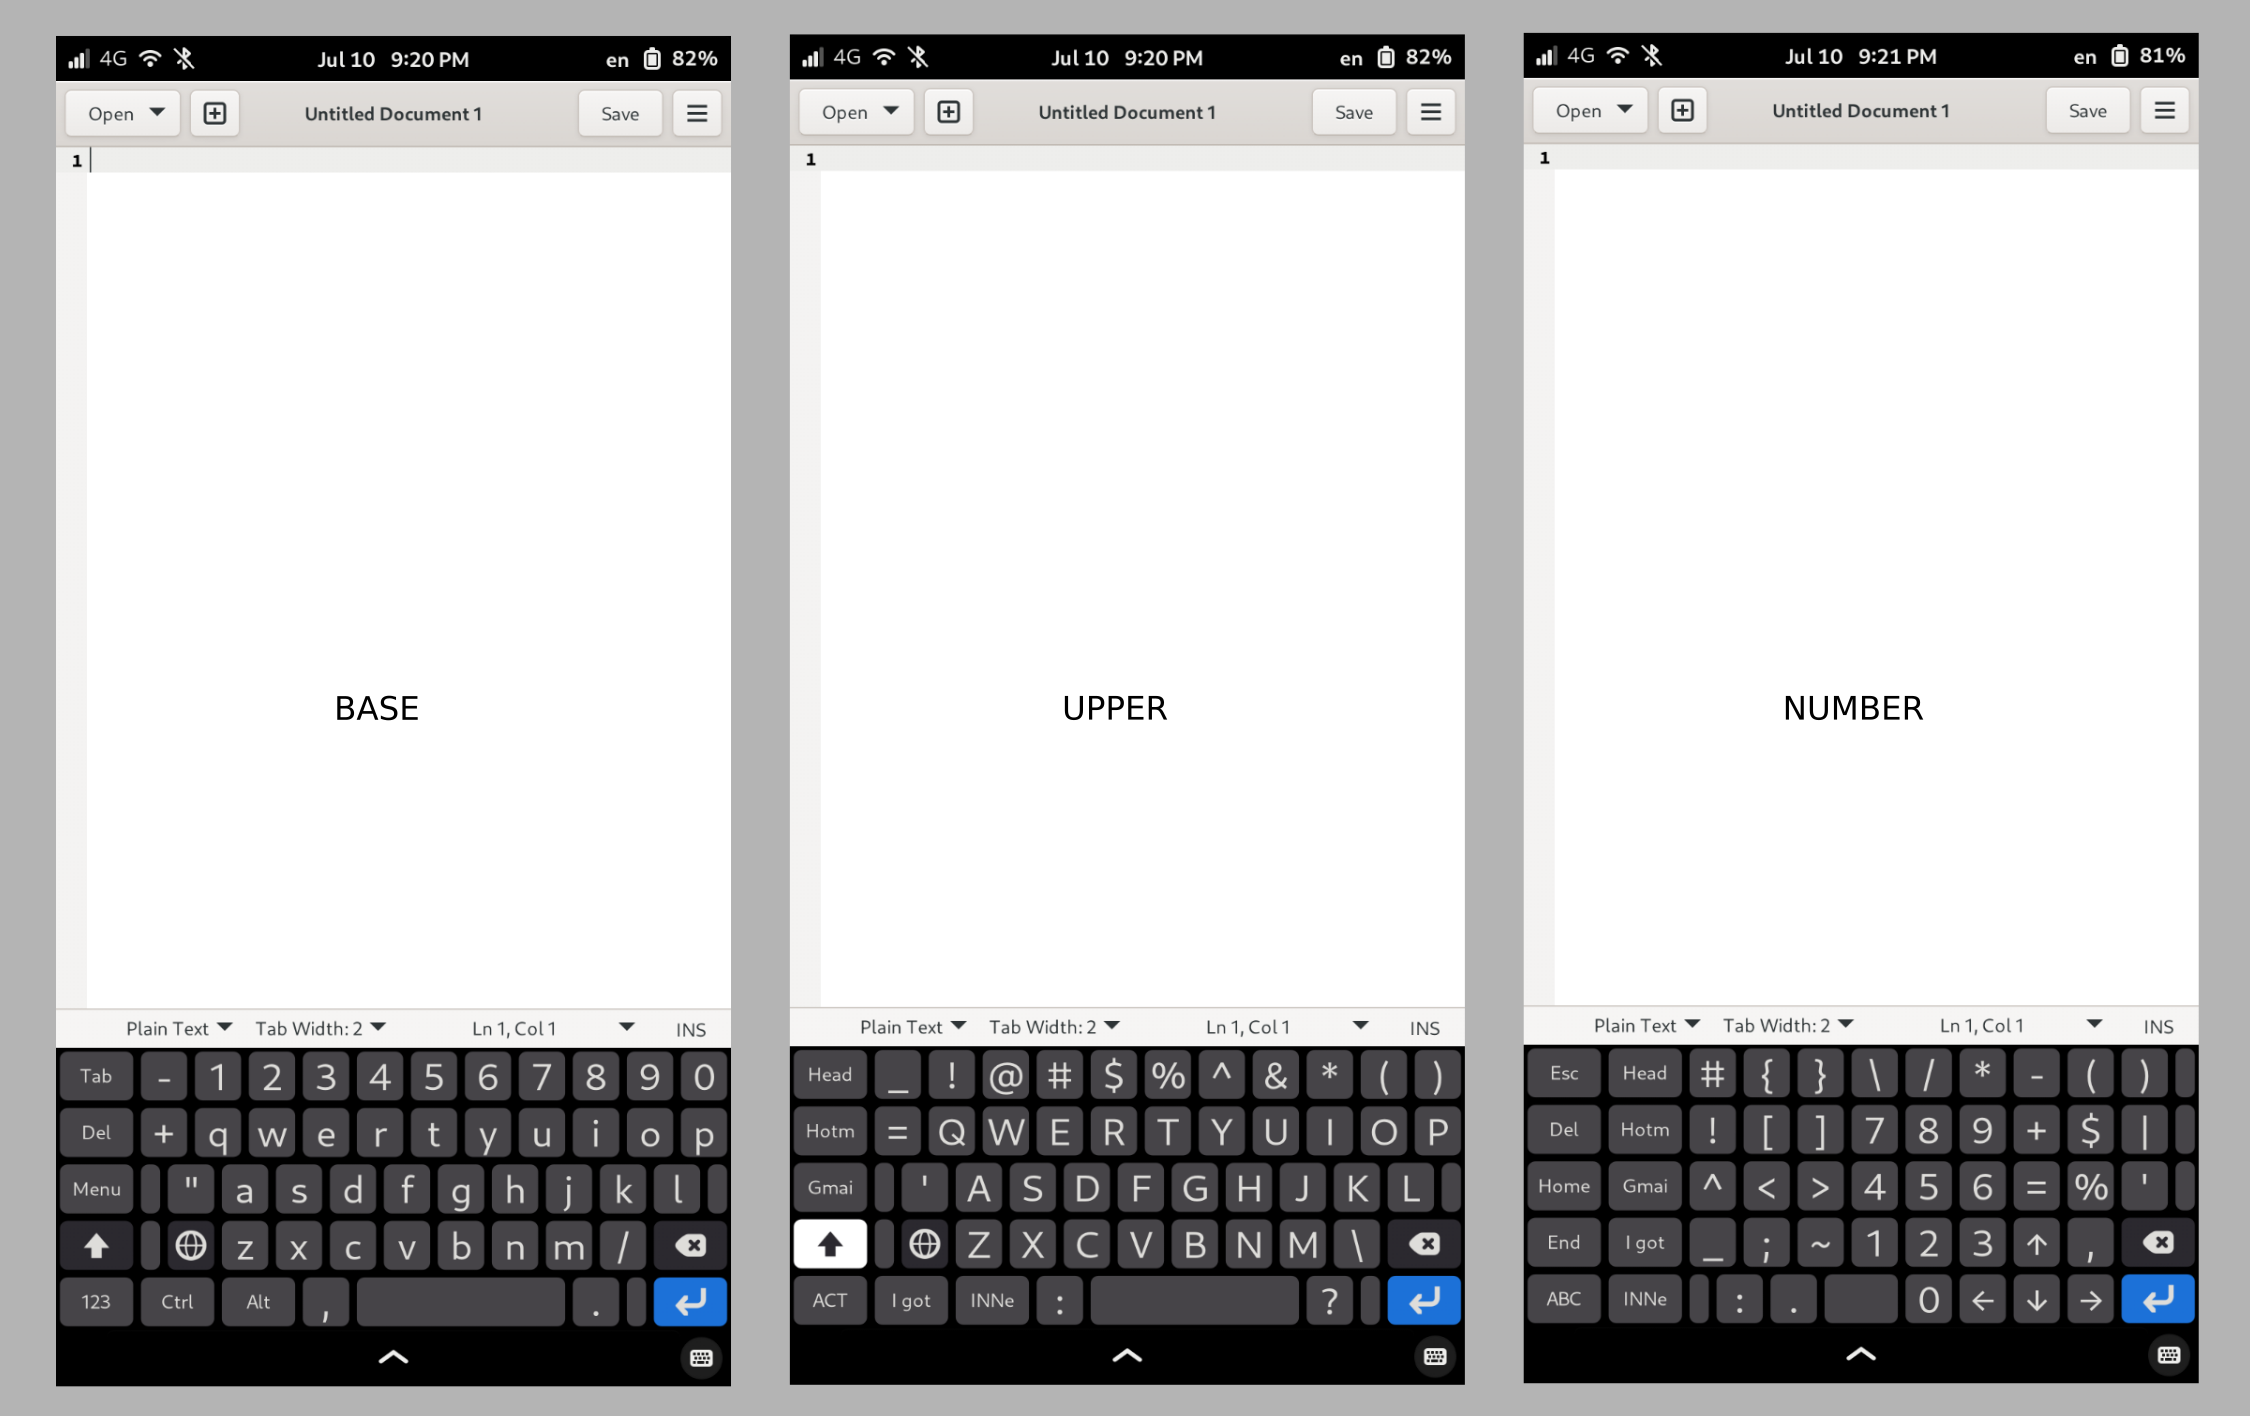 4G Jul 10 9:20 PM en 82%
Open Untitled Document 1 Save
1
BASE
Plain Text Tab Width: 2 Ln 1, Col 1 INS
Tab - 1 2 3 4 5 6 7 8 9 0
Del + q w e r t y u i o p
Menu " a s d f g h j k l
z x c v b n m /
123 Ctrl Alt , .
4G Jul 10 9:20 PM en 82%
Open Untitled Document 1 Save
1
UPPER
Plain Text Tab Width: 2 Ln 1, Col 1 INS
Head _ ! @ # $ % ^ & * ( )
Hotm = Q W E R T Y U I O P
Gmai ' A S D F G H J K L
Z X C V B N M \
ACT I got INNe : ?
4G Jul 10 9:21 PM en 81%
Open Untitled Document 1 Save
1
NUMBER
Plain Text Tab Width: 2 Ln 1, Col 1 INS
Esc Head # { } \ / * - ( )
Del Hotm ! [ ] 7 8 9 + $ |
Home Gmai ^ < > 4 5 6 = % '
End I got _ ; ~ 1 2 3 ↑ ,
ABC INNe : . 0 ← ↓ →